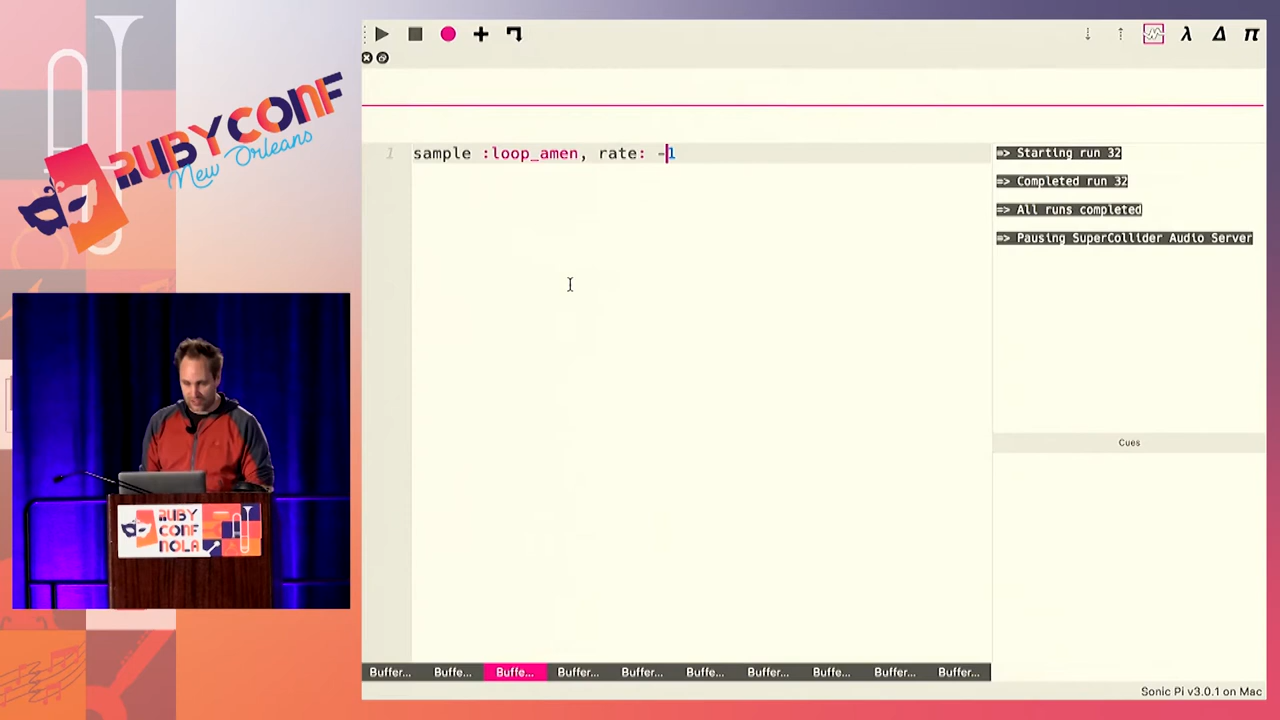 RUBYCONF
New Orleans
1 sample :loop_amen, rate: -1
=> Starting run 32
=> Completed run 32
=> All runs completed
=> Pausing SuperCollider Audio Server
Cues
RUBY
CONF
NOLA
Buffer... Buffe... Buffe... Buffer... Buffer... Buffe... Buffer... Buffe... Buffer... Buffer...
Sonic Pi v3.0.1 on Mac